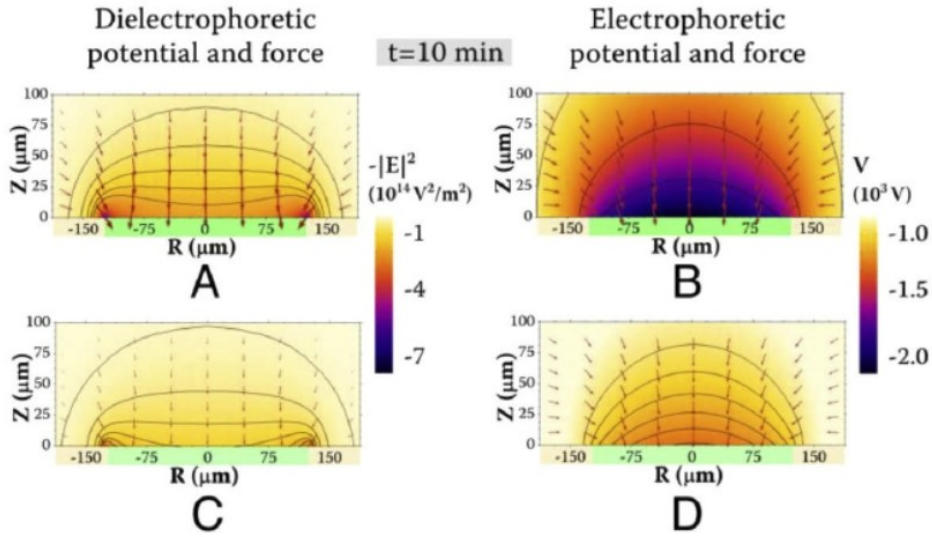 Dielectrophoretic
potential and force
t=10 min
Electrophoretic
potential and force
100
75
50
25
0
Z (μm)
-150 -75 0 75 150
R (μm)
A
-|E|²
(10¹⁴ V²/m²)
-1
-4
-7
100
75
50
25
0
Z (μm)
-150 -75 0 75 150
R (μm)
B
V
(10³ V)
-1.0
-1.5
-2.0
100
75
50
25
0
Z (μm)
-150 -75 0 75 150
R (μm)
C
100
75
50
25
0
Z (μm)
-150 -75 0 75 150
R (μm)
D